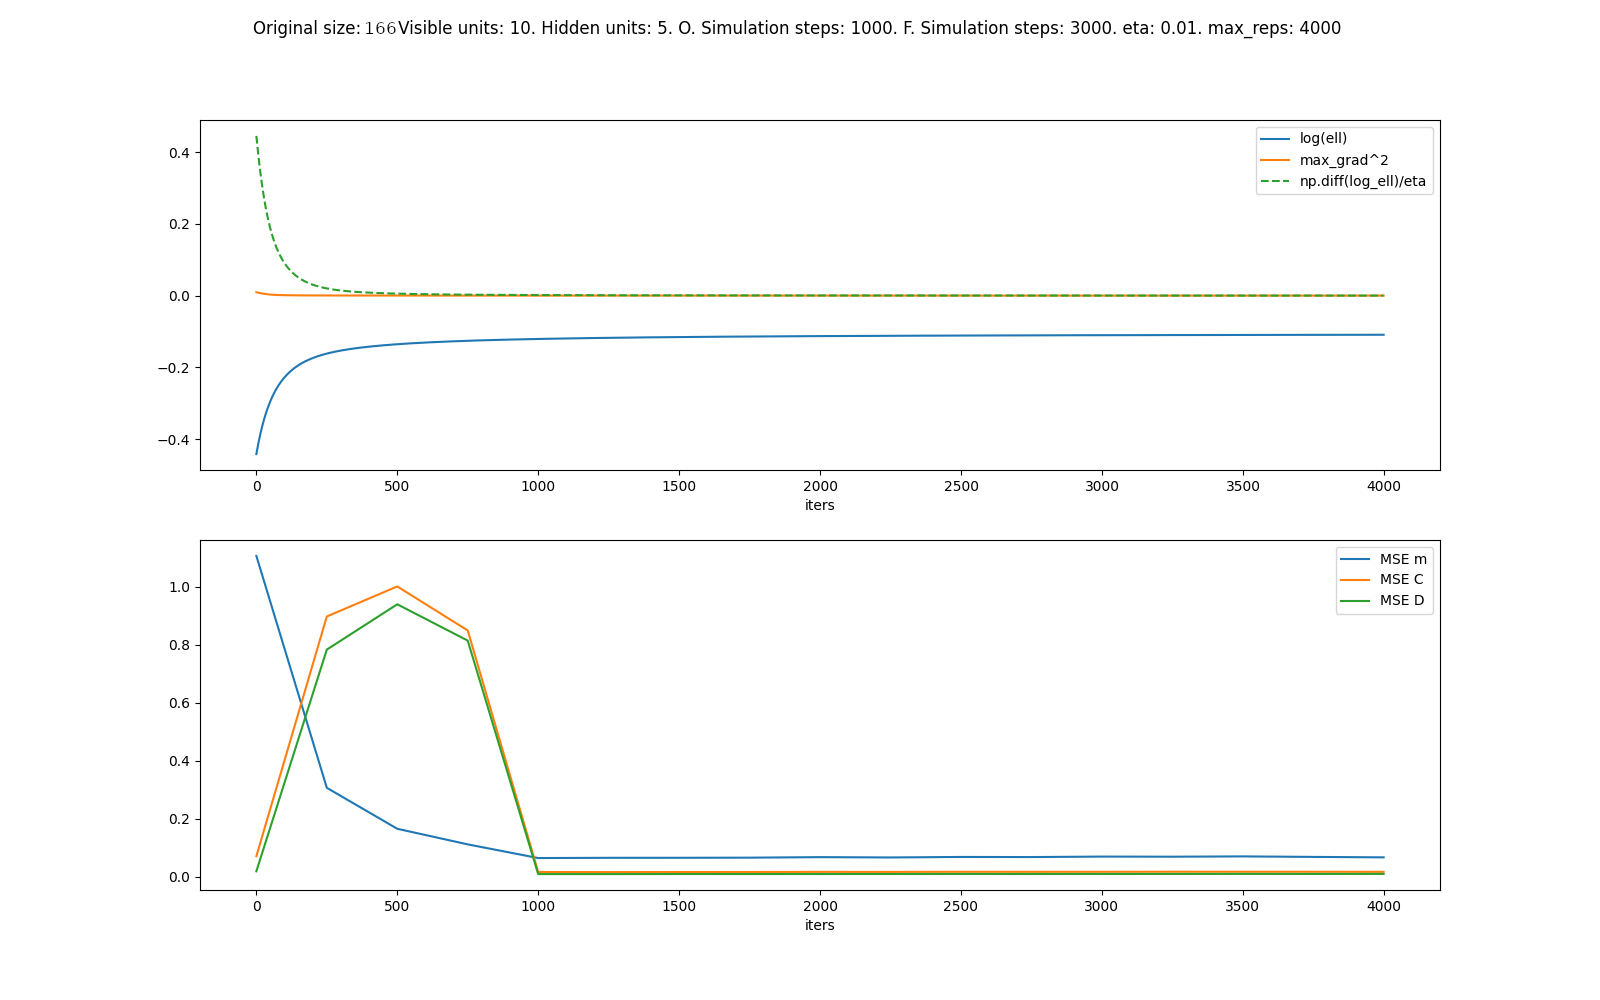 Original size: 166Visible units: 10. Hidden units: 5. O. Simulation steps: 1000. F. Simulation steps: 3000. eta: 0.01. max_reps: 4000
log(ell)
max_grad^2
np.diff(log_ell)/eta
0.4
0.2
0.0
−0.2
−0.4
0 500 1000 1500 2000 2500 3000 3500 4000
iters
MSE m
MSE C
MSE D
1.0
0.8
0.6
0.4
0.2
0.0
0 500 1000 1500 2000 2500 3000 3500 4000
iters